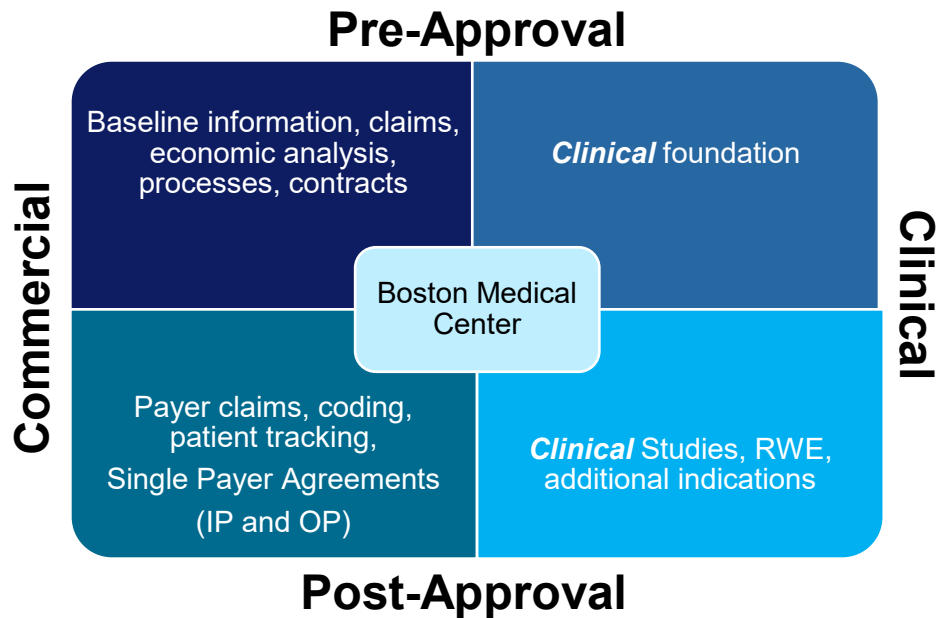 Pre-Approval
Commercial
Baseline information, claims,
economic analysis,
processes, contracts
Clinical foundation
Clinical
Boston Medical
Center
Payer claims, coding,
patient tracking,
Single Payer Agreements
(IP and OP)
Clinical Studies, RWE,
additional indications
Post-Approval